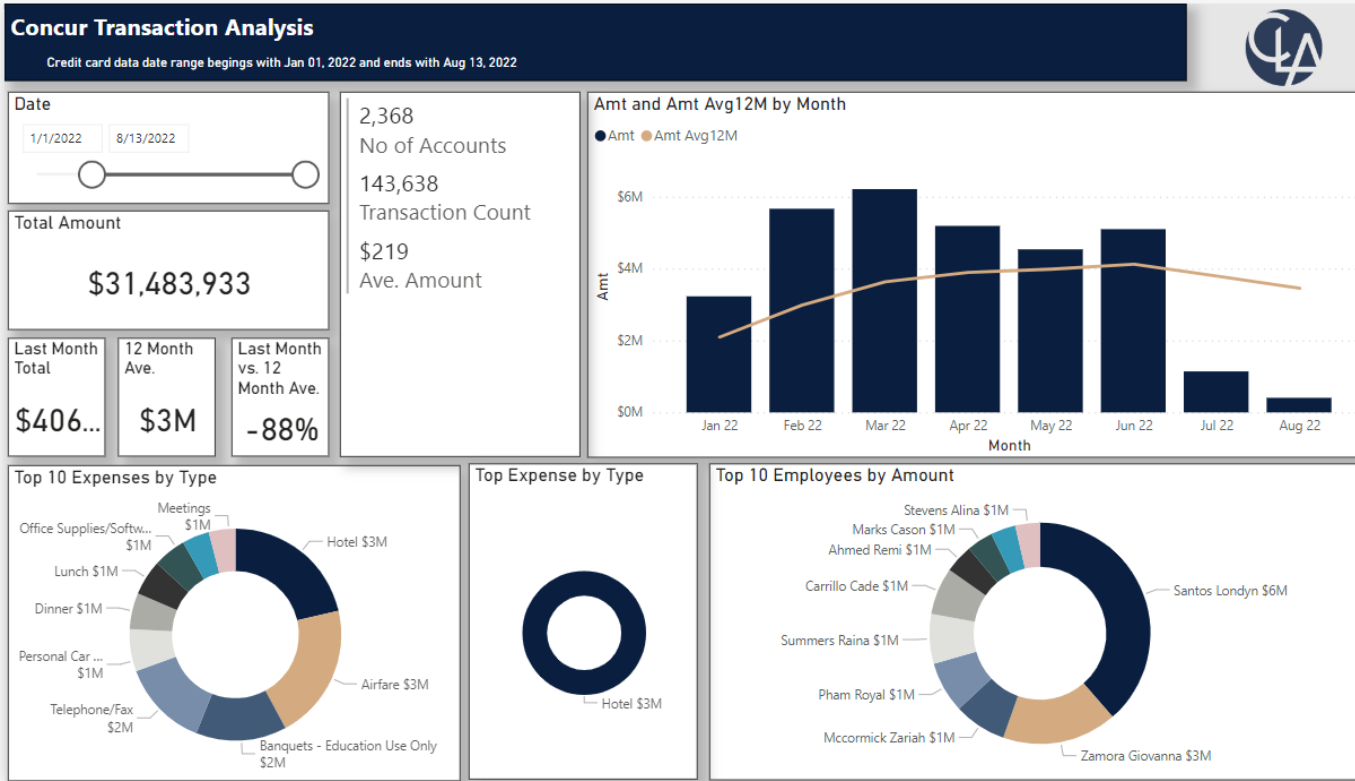 Concur Transaction Analysis
Credit card data date range begings with Jan 01, 2022 and ends with Aug 13, 2022
CLA
Date
1/1/2022 8/13/2022
Total Amount
$31,483,933
Last Month
Total
$406...
12 Month
Ave.
$3M
Last Month
vs. 12
Month Ave.
-88%
2,368
No of Accounts
143,638
Transaction Count
$219
Ave. Amount
Amt and Amt Avg12M by Month
Amt Amt Avg12M
$6M
$4M
$2M
$0M
Amt
Jan 22 Feb 22 Mar 22 Apr 22 May 22 Jun 22 Jul 22 Aug 22
Month
Top 10 Expenses by Type
Meetings
$1M
Office Supplies/Softw...
$1M
Lunch $1M
Dinner $1M
Personal Car ...
$1M
Telephone/Fax
$2M
Hotel $3M
Airfare $3M
Banquets - Education Use Only
$2M
Top Expense by Type
Hotel $3M
Top 10 Employees by Amount
Stevens Alina $1M
Marks Cason $1M
Ahmed Remi $1M
Carrillo Cade $1M
Summers Raina $1M
Pham Royal $1M
Mccormick Zariah $1M
Santos Londyn $6M
Zamora Giovanna $3M